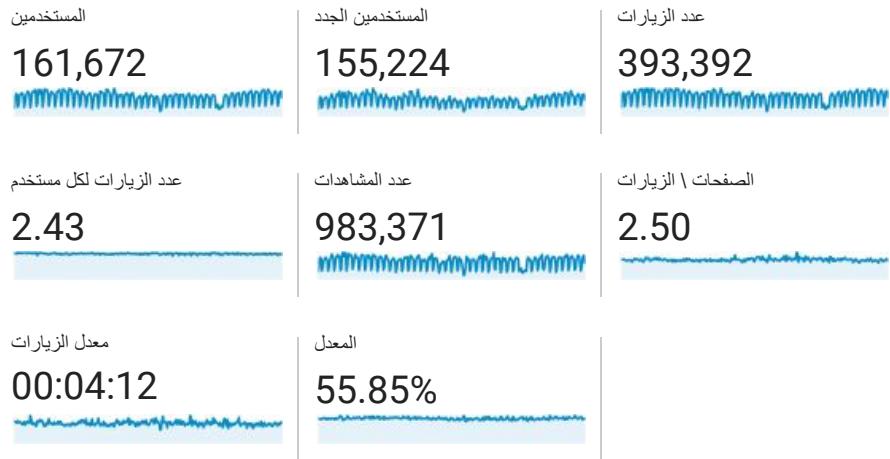 المستخدمين
161,672
المستخدمين الجدد
155,224
عدد الزيارات
393,392
عدد الزيارات لكل مستخدم
2.43
عدد المشاهدات
983,371
الصفحات \ الزيارات
2.50
معدل الزيارات
00:04:12
المعدل
55.85%